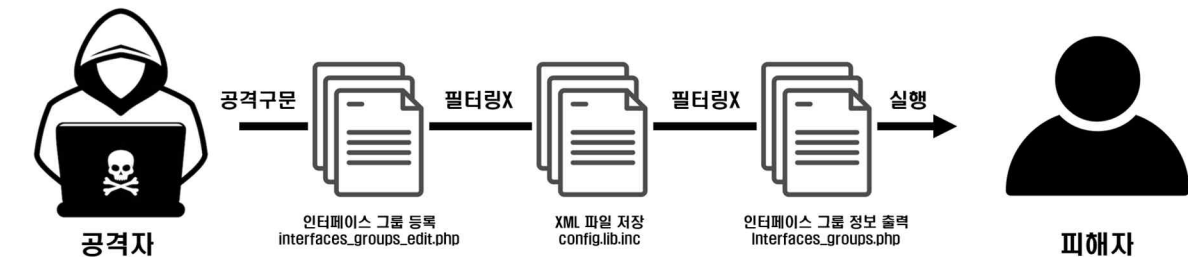 공격구문
필터링X
필터링X
실행
인터페이스 그룹 등록
interfaces_groups_edit.php
XML 파일 저장
config.lib.inc
인터페이스 그룹 정보 출력
Interfaces_groups.php
공격자
피해자